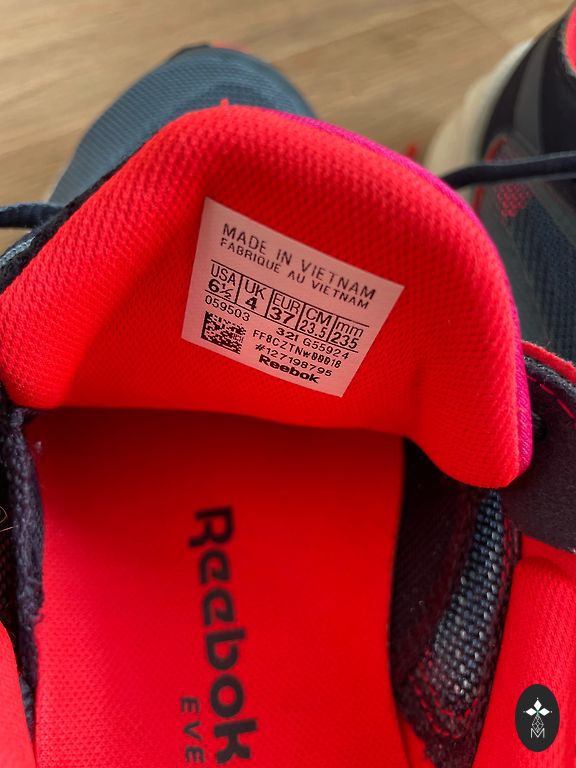 MADE IN VIETNAM
FABRIQUE AU VIETNAM
USA UK EUR CM mm
6½ 4 37 23.5 235
059503 321 G55924
FF8CZTNW00018
#127198795
Reebok
Reebok
EVE